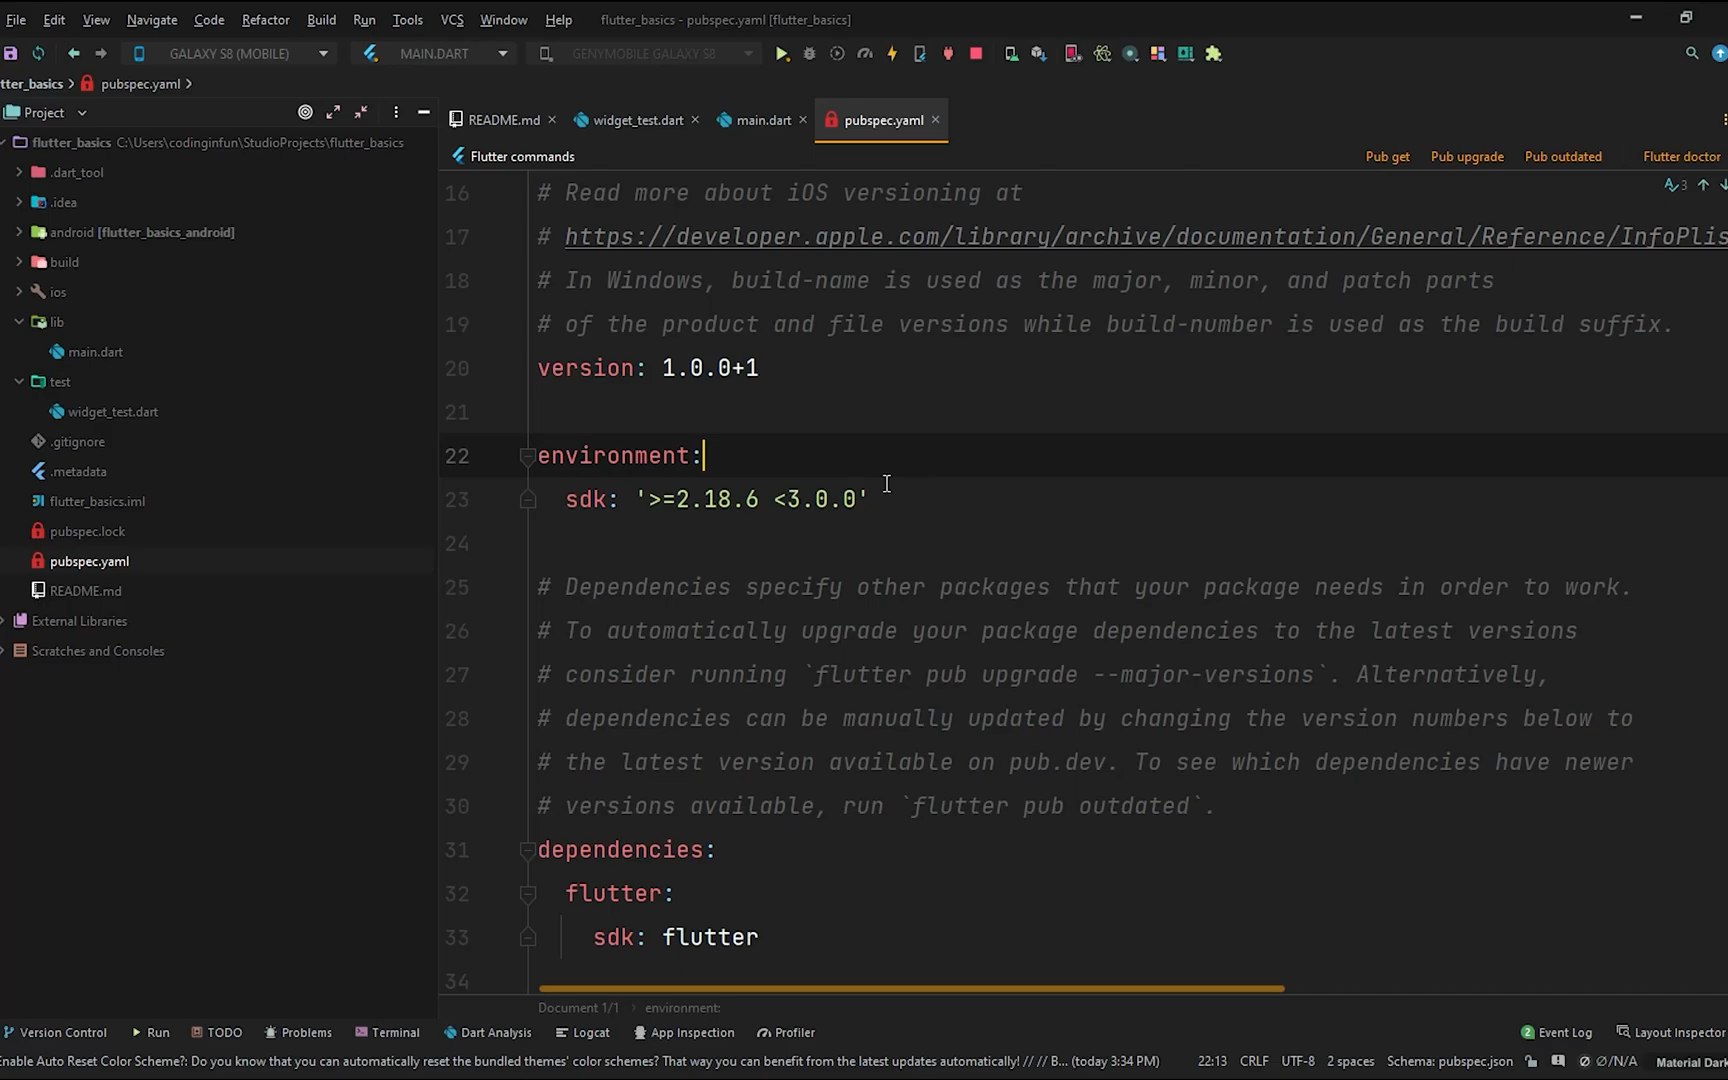 File Edit View Navigate Code Refactor Build Run Tools VCS Window Help flutter_basics - pubspec.yaml [flutter_basics]
GALAXY S8 (MOBILE) MAIN.DART GENYMOBILE GALAXY S8
tter_basics pubspec.yaml
Project
README.md widget_test.dart main.dart pubspec.yaml
flutter_basics C:\Users\codinginfun\StudioProjects\flutter_basics
.dart_tool
.idea
android [flutter_basics_android]
build
ios
lib
main.dart
test
widget_test.dart
.gitignore
.metadata
flutter_basics.iml
pubspec.lock
pubspec.yaml
README.md
External Libraries
Scratches and Consoles
Flutter commands Pub get Pub upgrade Pub outdated Flutter doctor
3
16 # Read more about iOS versioning at
17 # https://developer.apple.com/library/archive/documentation/General/Reference/InfoPlis
18 # In Windows, build-name is used as the major, minor, and patch parts
19 # of the product and file versions while build-number is used as the build suffix.
20 version: 1.0.0+1
21
22 environment:
23 sdk: '>=2.18.6 <3.0.0'
24
25 # Dependencies specify other packages that your package needs in order to work.
26 # To automatically upgrade your package dependencies to the latest versions
27 # consider running `flutter pub upgrade --major-versions`. Alternatively,
28 # dependencies can be manually updated by changing the version numbers below to
29 # the latest version available on pub.dev. To see which dependencies have newer
30 # versions available, run `flutter pub outdated`.
31 dependencies:
32 flutter:
33 sdk: flutter
34
Document 1/1 environment:
Version Control Run TODO Problems Terminal Dart Analysis Logcat App Inspection Profiler 2 Event Log Layout Inspector
Enable Auto Reset Color Scheme?: Do you know that you can automatically reset the bundled themes' color schemes? That way you can benefit from the latest updates automatically! // // B... (today 3:34 PM) 22:13 CRLF UTF-8 2 spaces Schema: pubspec.json Ø/N/A Material Dark